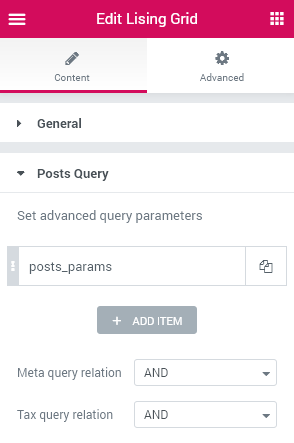 Edit Lising Grid
Content
Advanced
General
Posts Query
Set advanced query parameters
posts_params
+ ADD ITEM
Meta query relation AND
Tax query relation AND